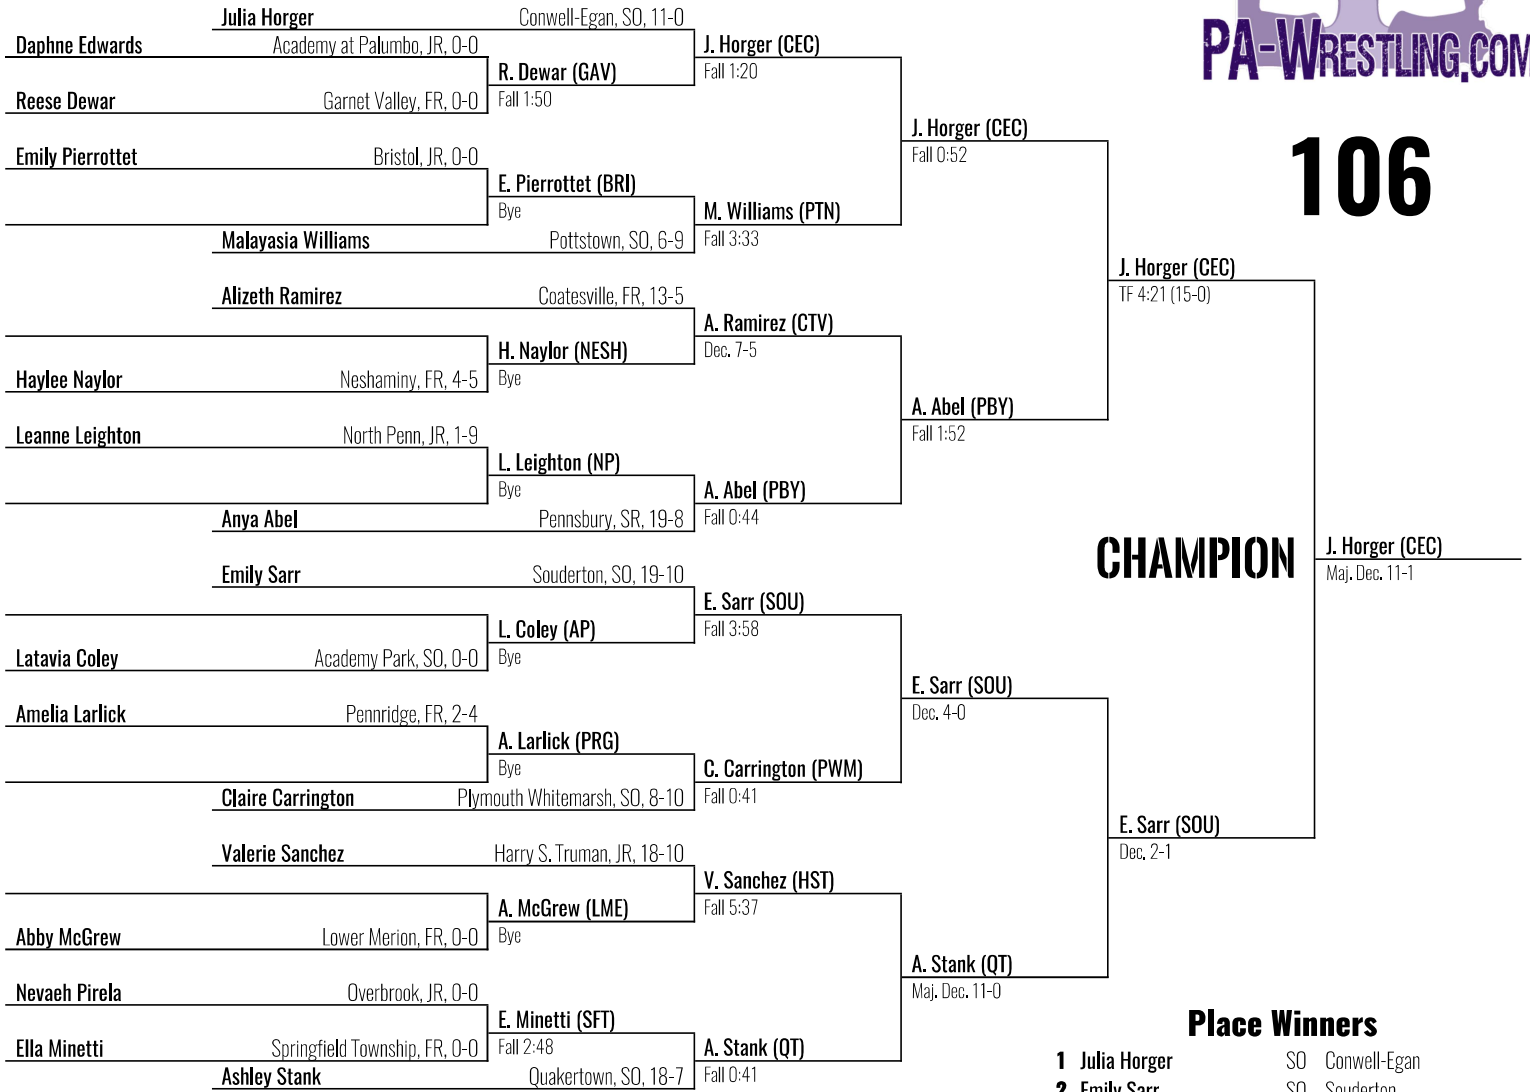 PA-WRESTLING.COM
106
Julia Horger Conwell-Egan, SO, 11-0
Daphne Edwards Academy at Palumbo, JR, 0-0
J. Horger (CEC)
Fall 1:20
R. Dewar (GAV)
Fall 1:50
Reese Dewar Garnet Valley, FR, 0-0
J. Horger (CEC)
Fall 0:52
Emily Pierrottet Bristol, JR, 0-0
E. Pierrottet (BRI)
Bye
M. Williams (PTN)
Fall 3:33
Malayasia Williams Pottstown, SO, 6-9
J. Horger (CEC)
TF 4:21 (15-0)
Alizeth Ramirez Coatesville, FR, 13-5
A. Ramirez (CTV)
Dec. 7-5
H. Naylor (NESH)
Bye
Haylee Naylor Neshaminy, FR, 4-5
A. Abel (PBY)
Fall 1:52
Leanne Leighton North Penn, JR, 1-9
L. Leighton (NP)
Bye
A. Abel (PBY)
Fall 0:44
Anya Abel Pennsbury, SR, 19-8
CHAMPION
J. Horger (CEC)
Maj. Dec. 11-1
Emily Sarr Souderton, SO, 19-10
E. Sarr (SOU)
Fall 3:58
L. Coley (AP)
Bye
Latavia Coley Academy Park, SO, 0-0
E. Sarr (SOU)
Dec. 4-0
Amelia Larlick Pennridge, FR, 2-4
A. Larlick (PRG)
Bye
C. Carrington (PWM)
Fall 0:41
Claire Carrington Plymouth Whitemarsh, SO, 8-10
E. Sarr (SOU)
Dec. 2-1
Valerie Sanchez Harry S. Truman, JR, 18-10
V. Sanchez (HST)
Fall 5:37
A. McGrew (LME)
Bye
Abby McGrew Lower Merion, FR, 0-0
A. Stank (QT)
Maj. Dec. 11-0
Nevaeh Pirela Overbrook, JR, 0-0
E. Minetti (SFT)
Fall 2:48
Ella Minetti Springfield Township, FR, 0-0
A. Stank (QT)
Fall 0:41
Ashley Stank Quakertown, SO, 18-7
Place Winners
1 Julia Horger SO Conwell-Egan
2 Emily Sarr SO Souderton